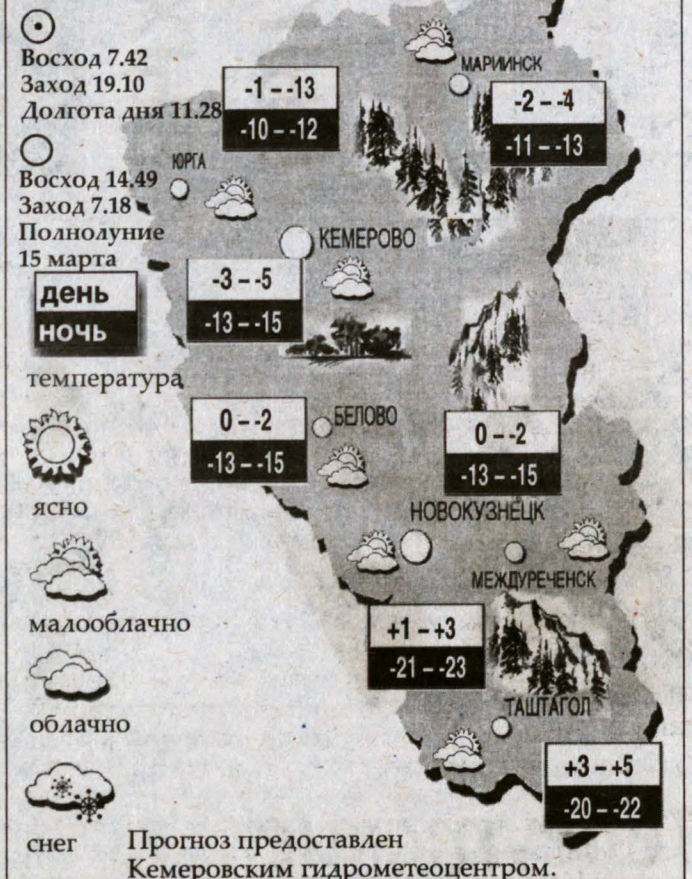 Восход 7.42
Заход 19.10
Долгота дня 11.28
Восход 14.49
Заход 7.18
Полнолуние
15 марта
день
ночь
температура
ясно
малооблачно
облачно
снег
МАРИИНСК
-1 – -13
-10 – -12
-2 – -4
-11 – -13
ЮРГА
КЕМЕРОВО
-3 – -5
-13 – -15
0 – -2
-13 – -15
БЕЛОВО
0 – -2
-13 – -15
НОВОКУЗНЕЦК
МЕЖДУРЕЧЕНСК
+1 – +3
-21 – -23
ТАШТАГОЛ
+3 – +5
-20 – -22
Прогноз предоставлен
Кемеровским гидрометеоцентром.